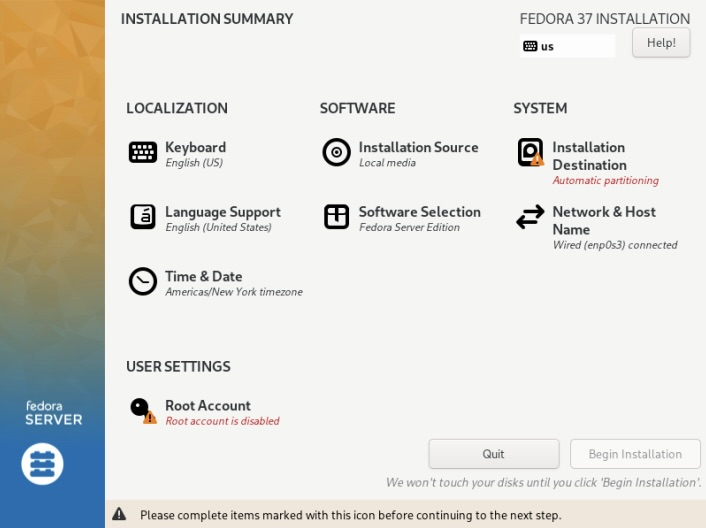 INSTALLATION SUMMARY
FEDORA 37 INSTALLATION
us
Help!
LOCALIZATION
Keyboard
English (US)
Language Support
English (United States)
Time & Date
Americas/New York timezone
SOFTWARE
Installation Source
Local media
Software Selection
Fedora Server Edition
SYSTEM
Installation
Destination
Automatic partitioning
Network & Host
Name
Wired (enp0s3) connected
USER SETTINGS
Root Account
Root account is disabled
fedora
SERVER
Quit
Begin Installation
We won't touch your disks until you click 'Begin Installation'.
Please complete items marked with this icon before continuing to the next step.